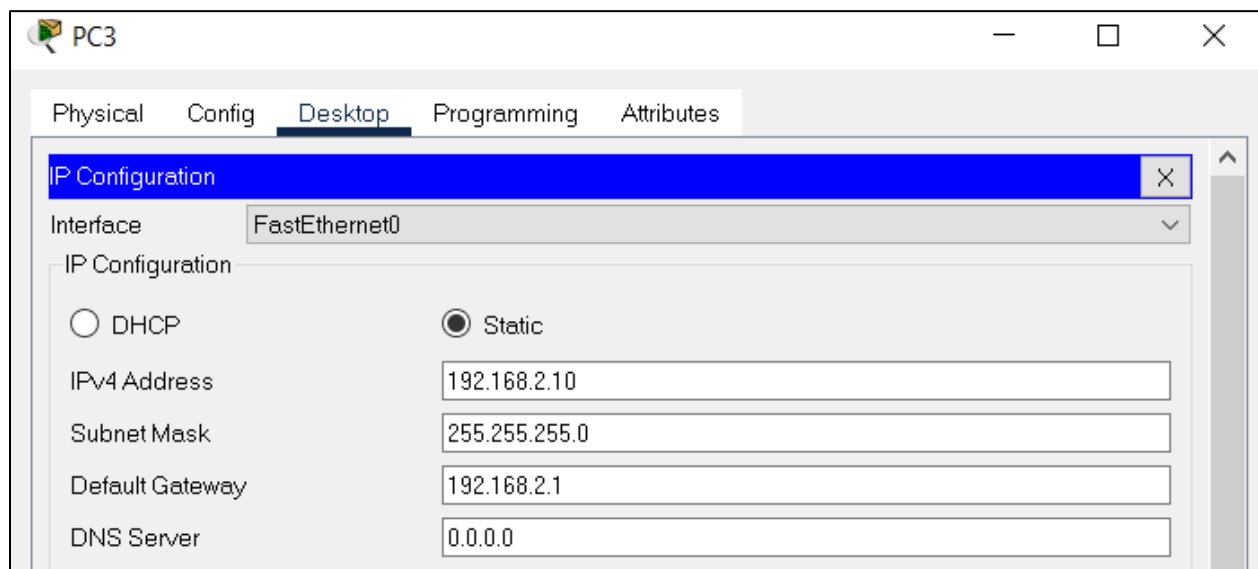 PC3
Physical Config Desktop Programming Attributes
IP Configuration X
Interface FastEthernet0
IP Configuration
DHCP Static
IPv4 Address 192.168.2.10
Subnet Mask 255.255.255.0
Default Gateway 192.168.2.1
DNS Server 0.0.0.0